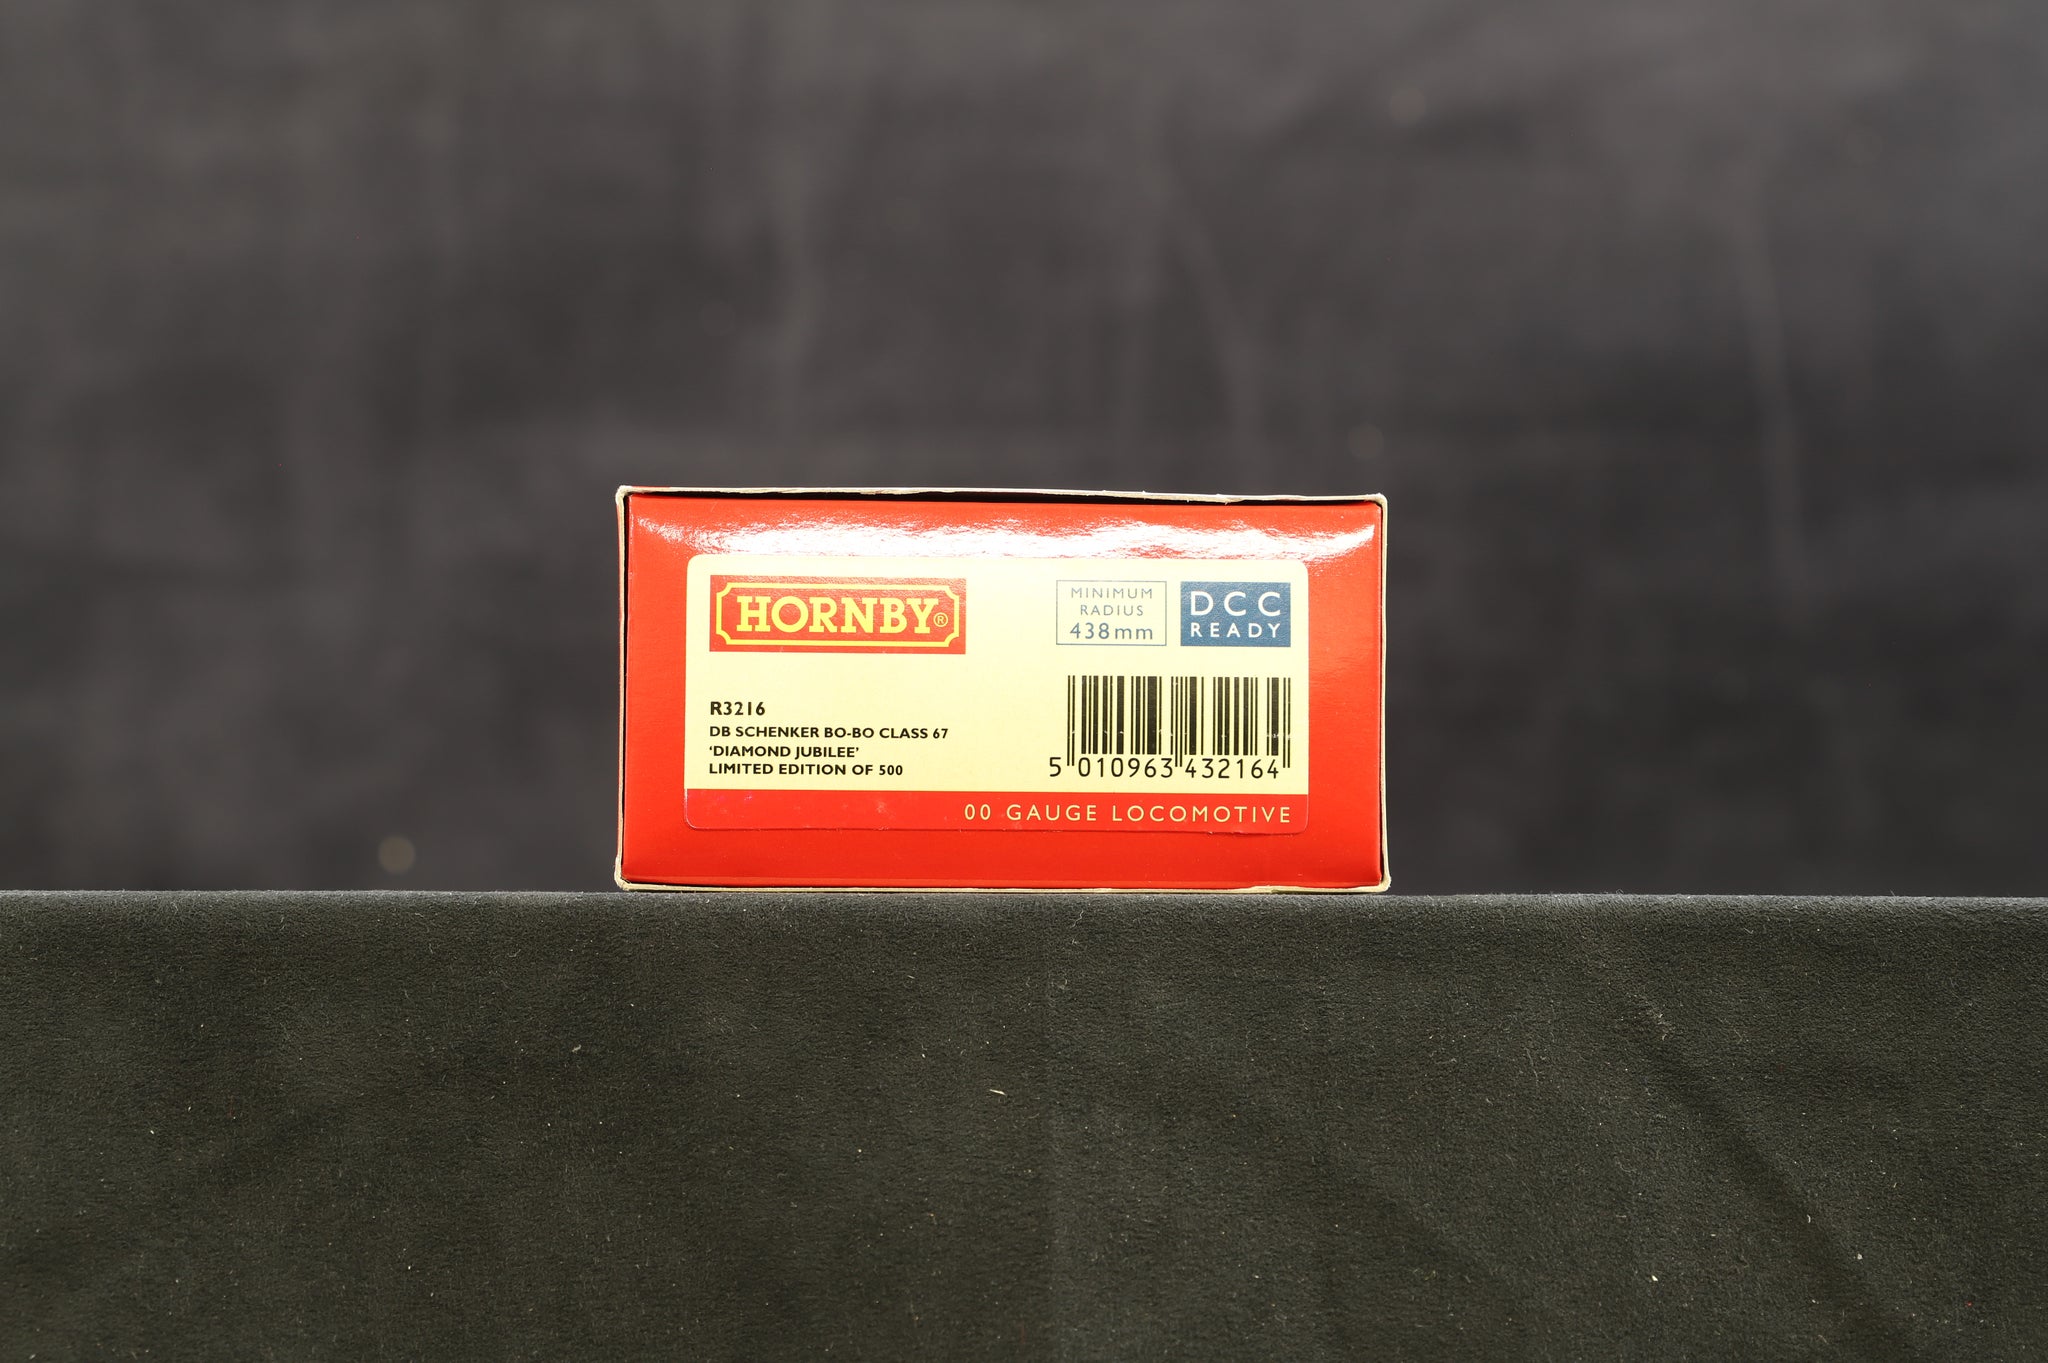 HORNBY®
MINIMUM
RADIUS
438mm
DCC
READY
R3216
DB SCHENKER BO-BO CLASS 67
‘DIAMOND JUBILEE’
LIMITED EDITION OF 500
5 010963 432164
00 GAUGE LOCOMOTIVE